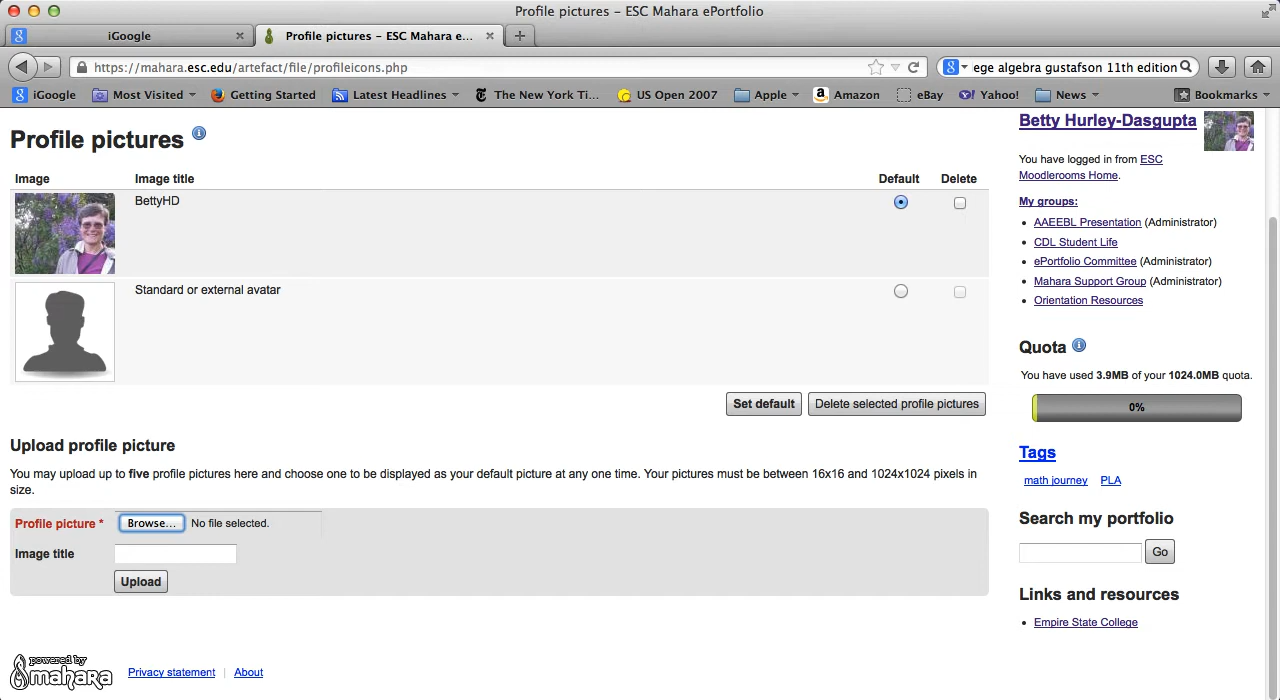 Profile pictures – ESC Mahara ePortfolio
iGoogle
Profile pictures – ESC Mahara e...
https://mahara.esc.edu/artefact/file/profileicons.php
ege algebra gustafson 11th edition
iGoogle
Most Visited
Getting Started
Latest Headlines
The New York Ti...
US Open 2007
Apple
Amazon
eBay
Yahoo!
News
Bookmarks
Profile pictures
Image Image title Default Delete
BettyHD
Standard or external avatar
Set default
Delete selected profile pictures
Upload profile picture
You may upload up to five profile pictures here and choose one to be displayed as your default picture at any one time. Your pictures must be between 16x16 and 1024x1024 pixels in
size.
Profile picture * Browse... No file selected.
Image title
Upload
powered by
mahara
Privacy statement | About
Betty Hurley-Dasgupta
You have logged in from ESC
Moodlerooms Home.
My groups:
AAEEBL Presentation (Administrator)
CDL Student Life
ePortfolio Committee (Administrator)
Mahara Support Group (Administrator)
Orientation Resources
Quota
You have used 3.9MB of your 1024.0MB quota.
0%
Tags
math journey PLA
Search my portfolio
Go
Links and resources
Empire State College